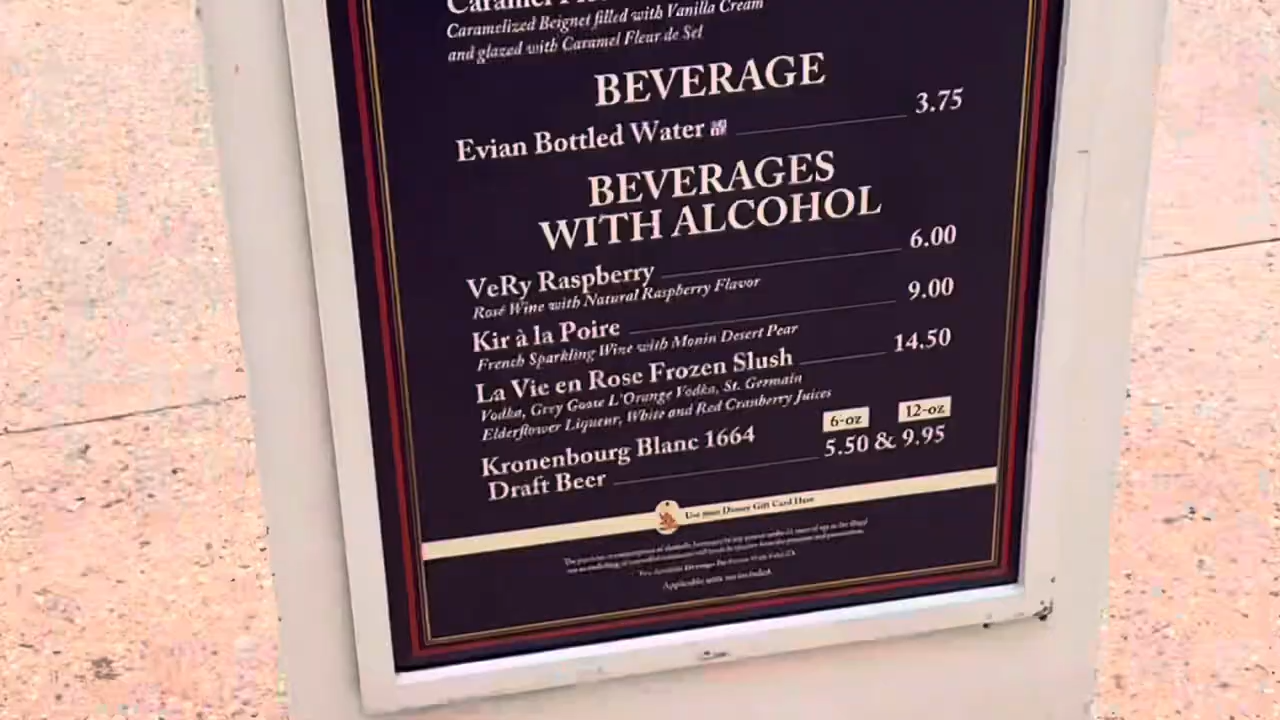 Caramel
Caramelized Beignet filled with Vanilla Cream
and glazed with Caramel Fleur de Sel
BEVERAGE
Evian Bottled Water 3.75
BEVERAGES
WITH ALCOHOL
VeRy Raspberry 6.00
Rosé Wine with Natural Raspberry Flavor
Kir à la Poire 9.00
French Sparkling Wine with Monin Desert Pear
La Vie en Rose Frozen Slush 14.50
Vodka, Grey Goose L'Orange Vodka, St. Germain
Elderflower Liqueur, White and Red Cranberry Juices
6-oz 12-oz
Kronenbourg Blanc 1664 5.50 & 9.95
Draft Beer
Use your Disney Gift Card Here
Applicable taxes not included.